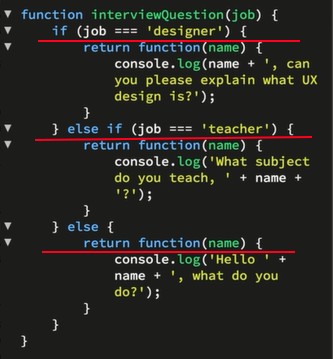 function interviewQuestion(job) {
    if (job === 'designer') {
        return function(name) {
            console.log(name + ', can
            you please explain what UX
            design is?');
        }
    } else if (job === 'teacher') {
        return function(name) {
            console.log('What subject
            do you teach, ' + name +
            '?');
        }
    } else {
        return function(name) {
            console.log('Hello ' +
            name + ', what do you
            do?');
        }
    }
}